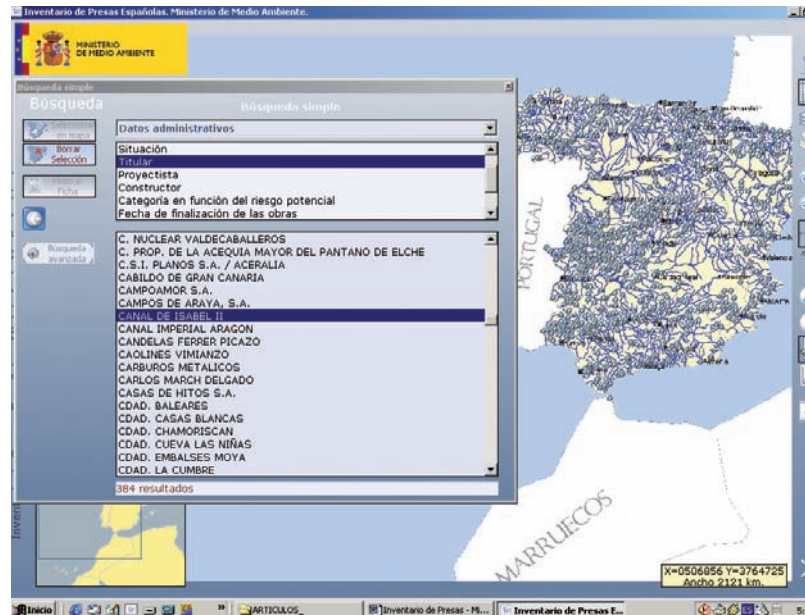 Inventario de Presas Españolas. Ministerio de Medio Ambiente.
MINISTERIO
DE MEDIO AMBIENTE
Búsqueda simple
Búsqueda
Búsqueda simple
Datos administrativos
en mapa
Borrar
Selección
Ficha
Búsqueda
avanzada
Situación
Titular
Proyectista
Constructor
Categoría en función del riesgo potencial
Fecha de finalización de las obras
C. NUCLEAR VALDECABALLEROS
C. PROP. DE LA ACEQUIA MAYOR DEL PANTANO DE ELCHE
C.S.I. PLANOS S.A. / ACERALIA
CABILDO DE GRAN CANARIA
CAMPOAMOR S.A.
CAMPOS DE ARAYA, S.A.
CANAL DE ISABEL II
CANAL IMPERIAL ARAGON
CANDELAS FERRER PICAZO
CAOLINES VIMIANZO
CARBUROS METALICOS
CARLOS MARCH DELGADO
CASAS DE HITOS S.A.
CDAD. BALEARES
CDAD. CASAS BLANCAS
CDAD. CHAMORISCAN
CDAD. CUEVA LAS NIÑAS
CDAD. EMBALSES MOYA
CDAD. LA CUMBRE
384 resultados
PORTUGAL
MARRUECOS
X=0506856 Y=3764725
Ancho 2121 km.
Inicio
ARTICULOS_
Inventario de Presas - Mi...
Inventario de Presas E...